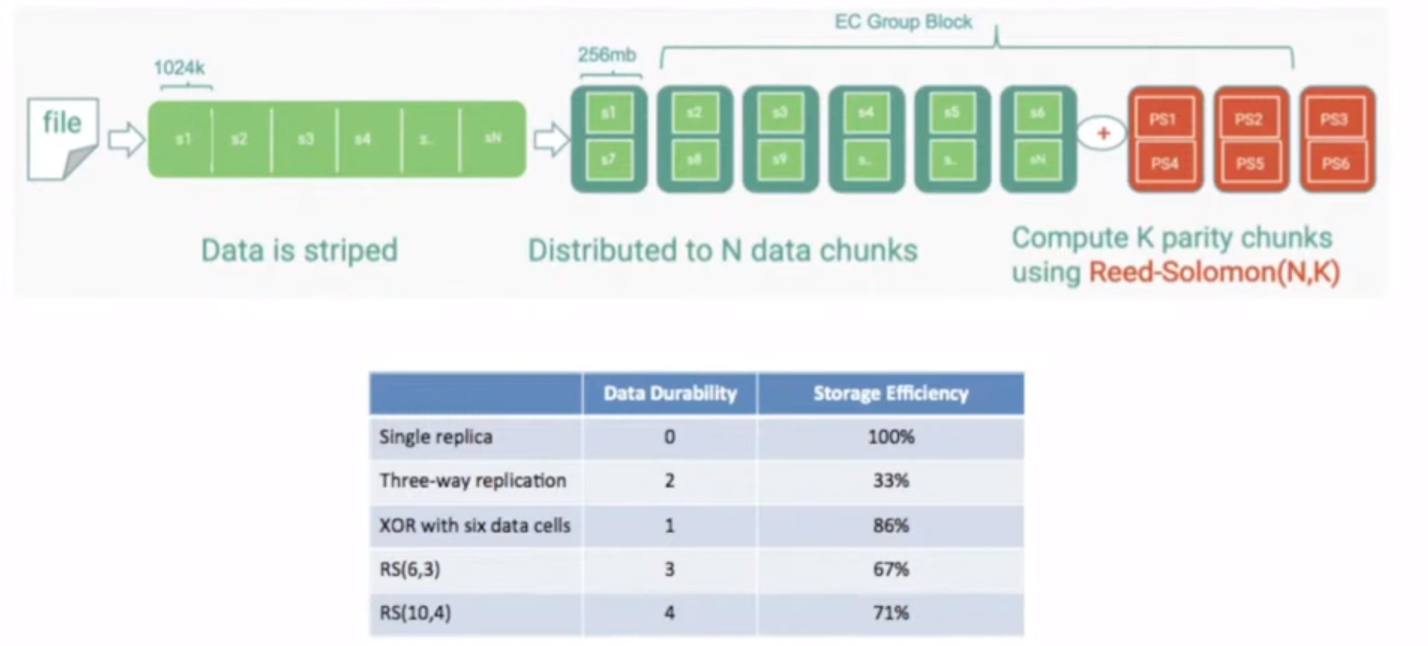 EC Group Block
1024k
256mb
file
s1 s2 s3 s4 s.. sN
s1 s2 s3 s4 s5 s6
s7 s8 s9 s.. s.. sN
+
PS1 PS2 PS3
PS4 PS5 PS6
Data is striped
Distributed to N data chunks
Compute K parity chunks
using Reed-Solomon(N,K)
Data Durability Storage Efficiency
Single replica 0 100%
Three-way replication 2 33%
XOR with six data cells 1 86%
RS(6,3) 3 67%
RS(10,4) 4 71%